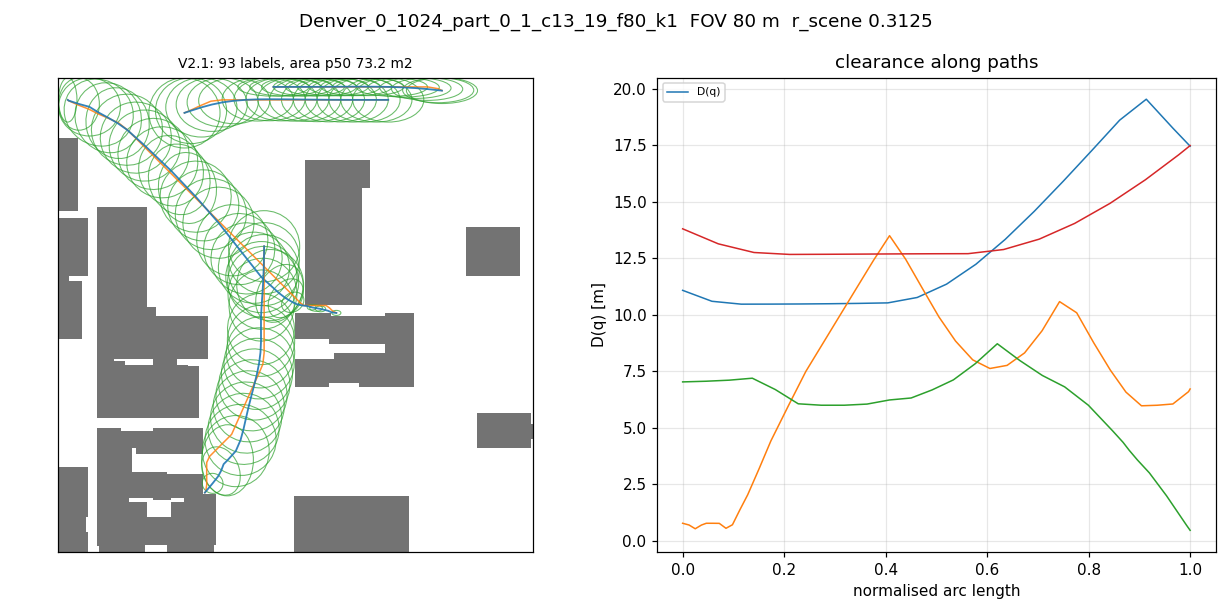 Denver_0_1024_part_0_1_c13_19_f80_k1  FOV 80 m  r_scene 0.3125
V2.1: 93 labels, area p50 73.2 m2
clearance along paths
D(q)
D(q) [m]
20.0
17.5
15.0
12.5
10.0
7.5
5.0
2.5
0.0
0.0 0.2 0.4 0.6 0.8 1.0
normalised arc length